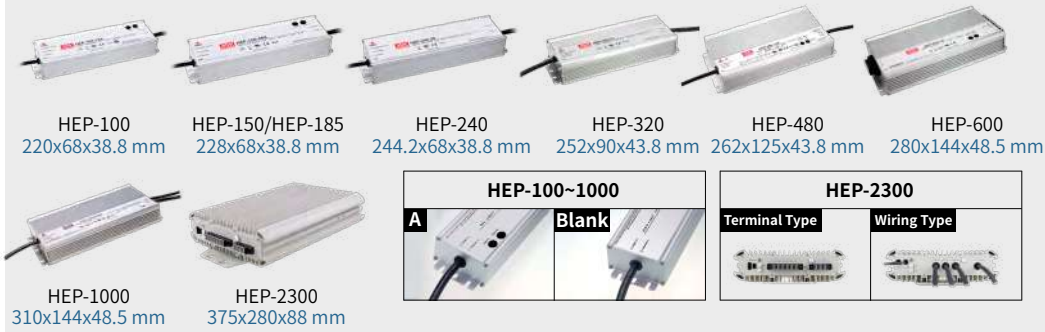 HEP-100
220x68x38.8 mm
HEP-150/HEP-185
228x68x38.8 mm
HEP-240
244.2x68x38.8 mm
HEP-320
252x90x43.8 mm
HEP-480
262x125x43.8 mm
HEP-600
280x144x48.5 mm
HEP-1000
310x144x48.5 mm
HEP-2300
375x280x88 mm
HEP-100~1000
A
Blank
HEP-2300
Terminal Type
Wiring Type